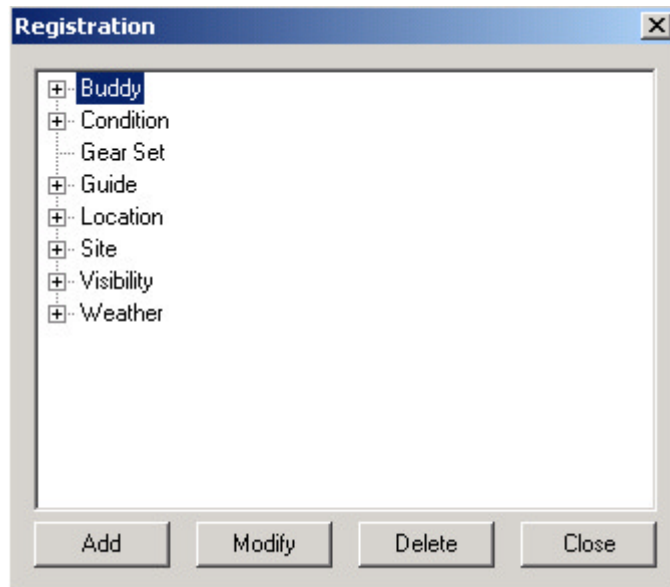 Registration
Buddy
Condition
Gear Set
Guide
Location
Site
Visibility
Weather
Add Modify Delete Close